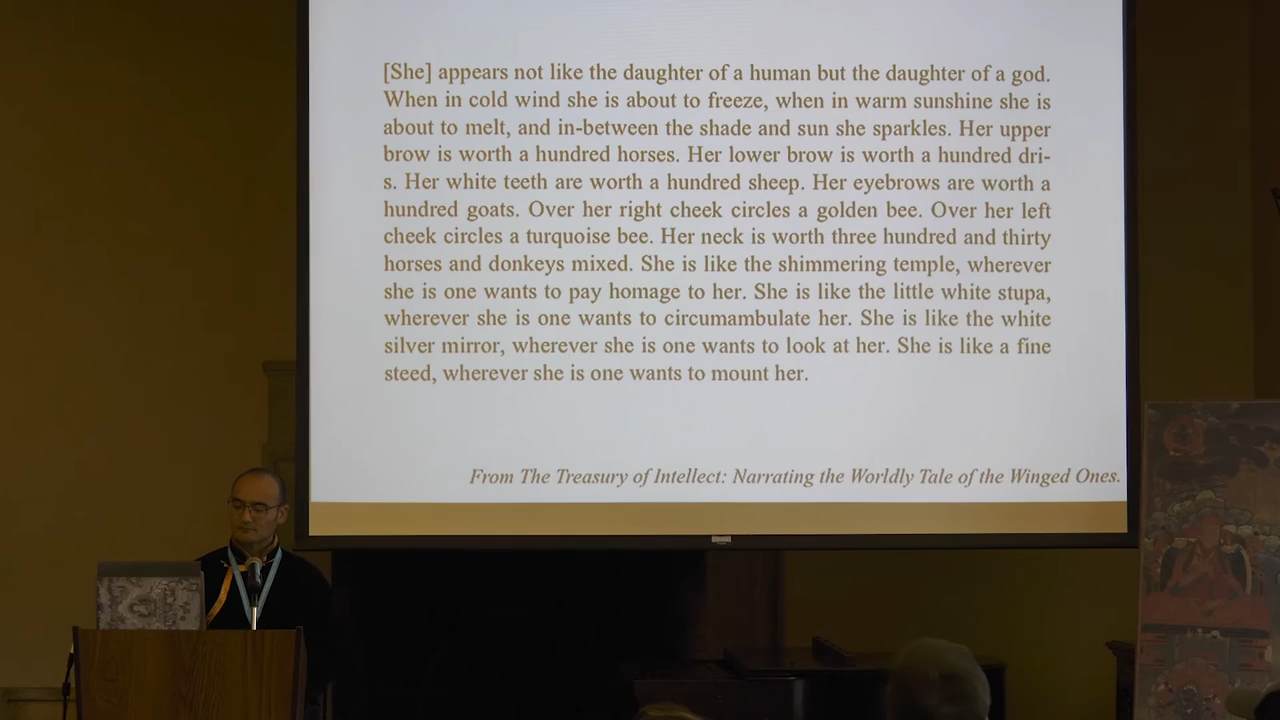 [She] appears not like the daughter of a human but the daughter of a god.
When in cold wind she is about to freeze, when in warm sunshine she is
about to melt, and in-between the shade and sun she sparkles. Her upper
brow is worth a hundred horses. Her lower brow is worth a hundred dri-
s. Her white teeth are worth a hundred sheep. Her eyebrows are worth a
hundred goats. Over her right cheek circles a golden bee. Over her left
cheek circles a turquoise bee. Her neck is worth three hundred and thirty
horses and donkeys mixed. She is like the shimmering temple, wherever
she is one wants to pay homage to her. She is like the little white stupa,
wherever she is one wants to circumambulate her. She is like the white
silver mirror, wherever she is one wants to look at her. She is like a fine
steed, wherever she is one wants to mount her.
From The Treasury of Intellect: Narrating the Worldly Tale of the Winged Ones.